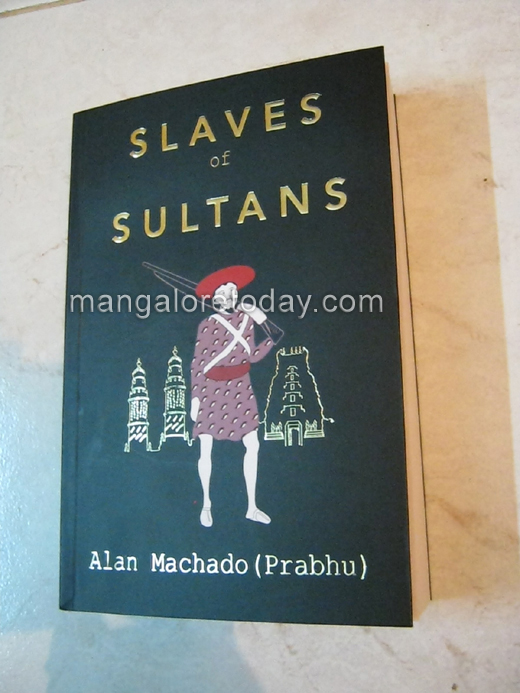 SLAVES
of
SULTANS
mangaloretoday.com
Alan Machado (Prabhu)